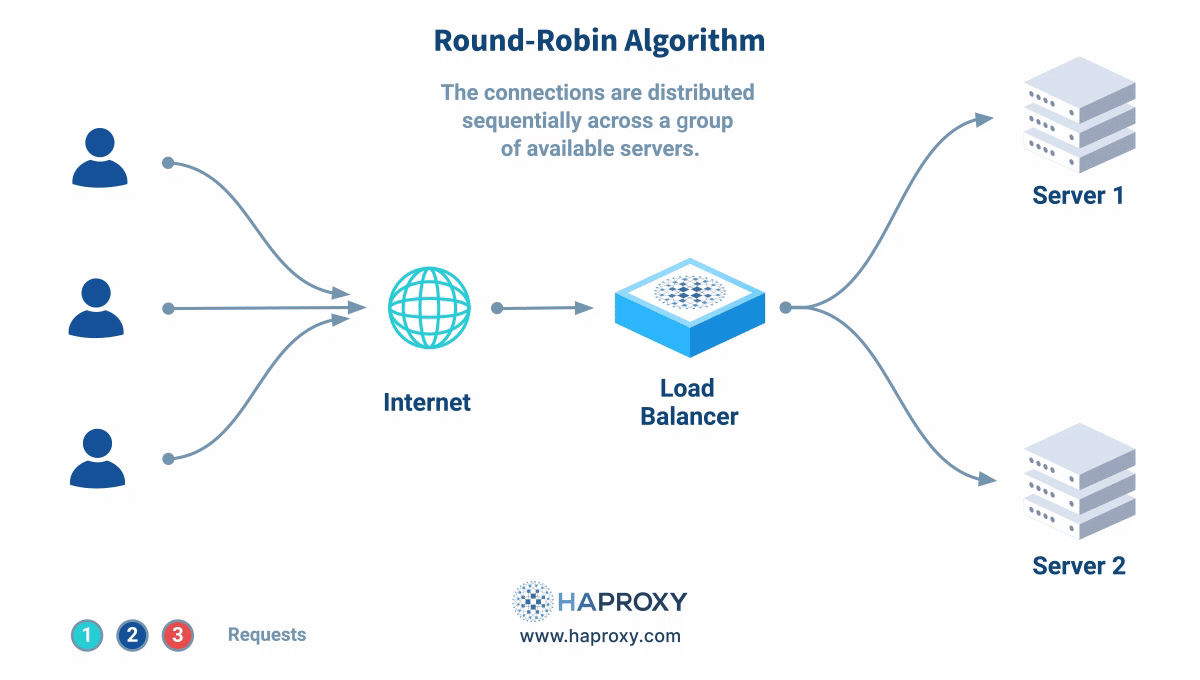 Round-Robin Algorithm
The connections are distributed
sequentially across a group
of available servers.
Server 1
Internet
Load
Balancer
Server 2
1 2 3 Requests
HAPROXY
www.haproxy.com